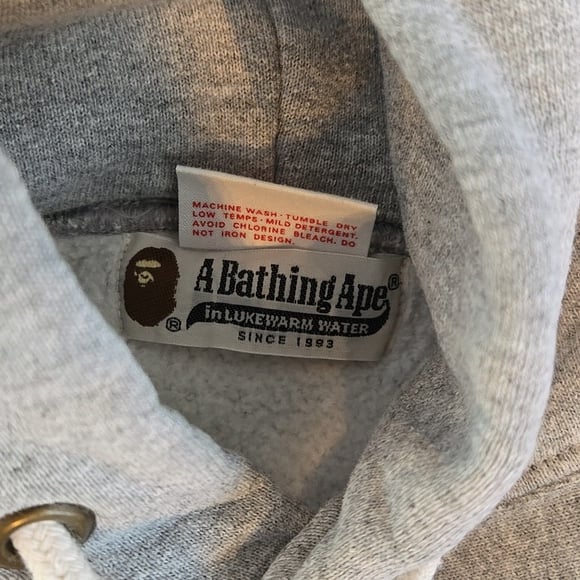 MACHINE WASH · TUMBLE DRY
LOW TEMPS · MILD DETERGENT.
AVOID CHLORINE BLEACH. DO
NOT IRON DESIGN.
A Bathing Ape®
in LUKEWARM WATER
®
SINCE 1993